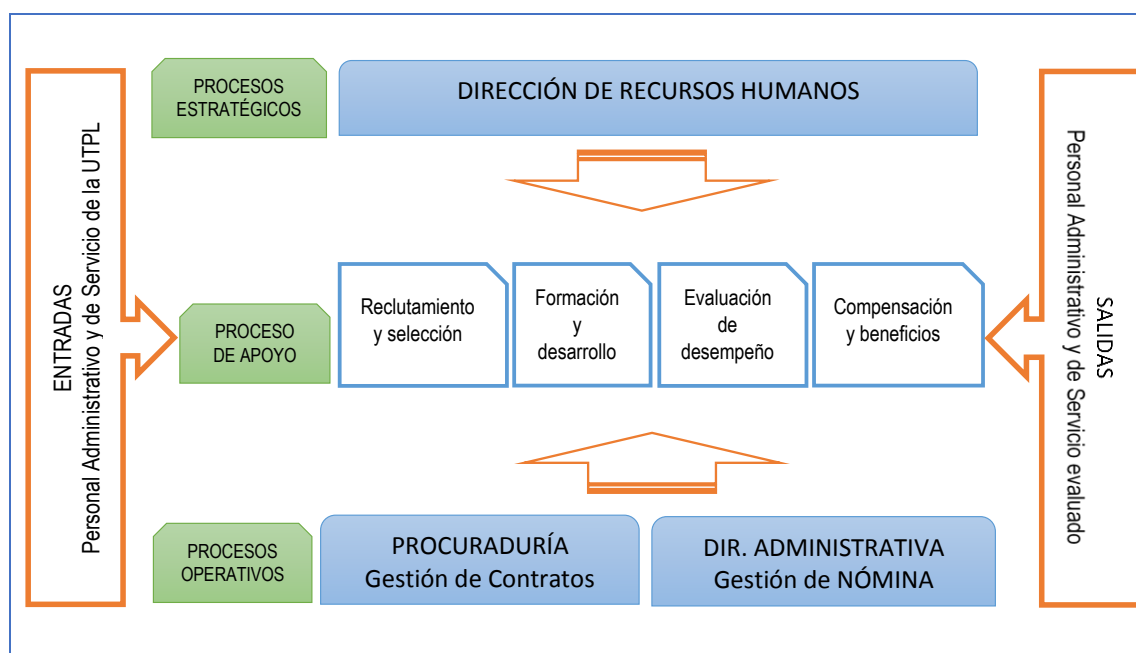 ENTRADAS
Personal Administrativo y de Servicio de la UTPL
PROCESOS
ESTRATÉGICOS
DIRECCIÓN DE RECURSOS HUMANOS
PROCESO
DE APOYO
Reclutamiento
y selección
Formación
y
desarrollo
Evaluación
de
desempeño
Compensación
y beneficios
PROCESOS
OPERATIVOS
PROCURADURÍA
Gestión de Contratos
DIR. ADMINISTRATIVA
Gestión de NÓMINA
SALIDAS
Personal Administrativo y de Servicio evaluado